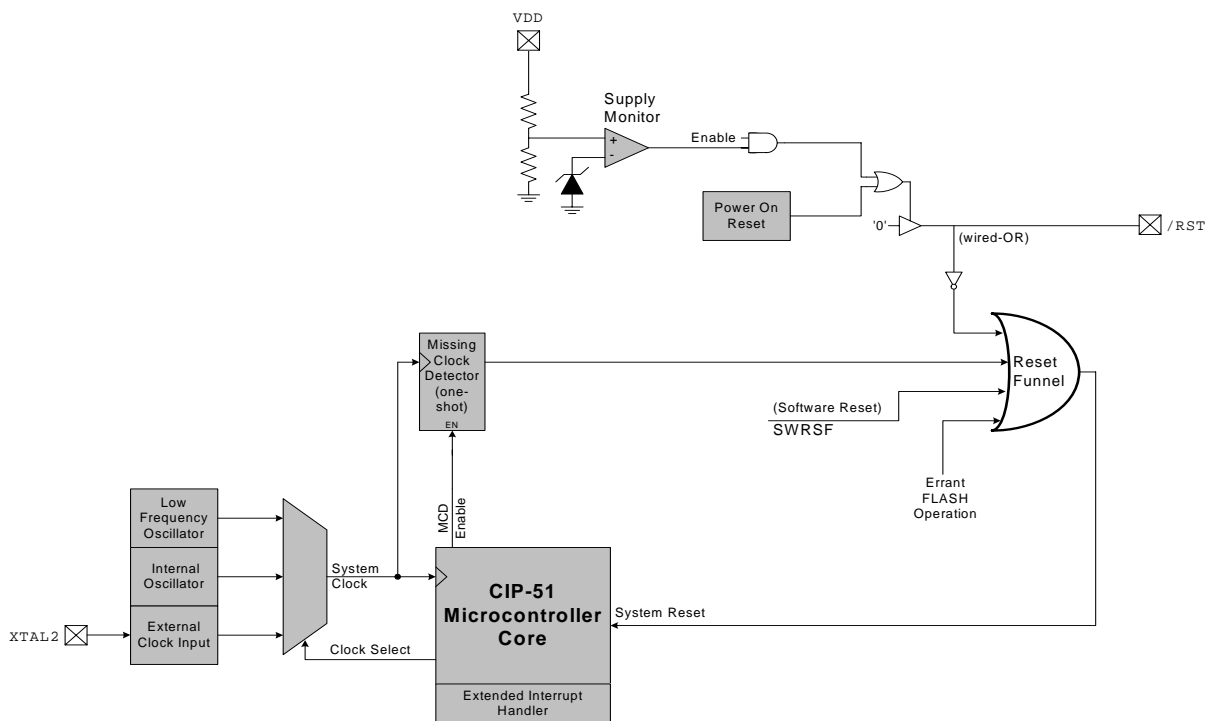 VDD
Supply
Monitor
+
-
Enable
Power On
Reset
'0'
(wired-OR)
/RST
Missing
Clock
Detector
(one-
shot)
EN
Reset
Funnel
(Software Reset)
SWRSF
Errant
FLASH
Operation
MCD
Enable
Low
Frequency
Oscillator
Internal
Oscillator
External
Clock Input
XTAL2
System
Clock
Clock Select
CIP-51
Microcontroller
Core
System Reset
Extended Interrupt
Handler